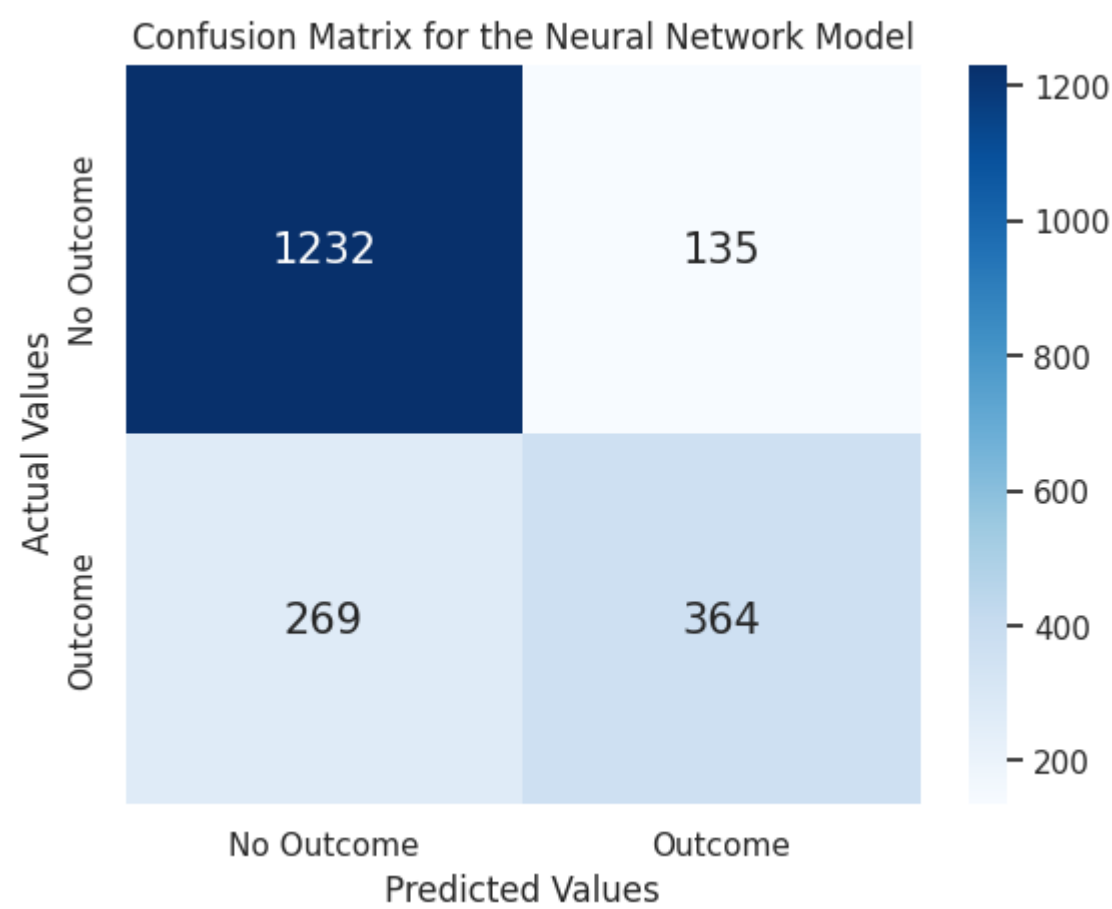 Confusion Matrix for the Neural Network Model
Actual Values
No Outcome
Outcome
1232
135
269
364
No Outcome
Outcome
Predicted Values
1200
1000
800
600
400
200